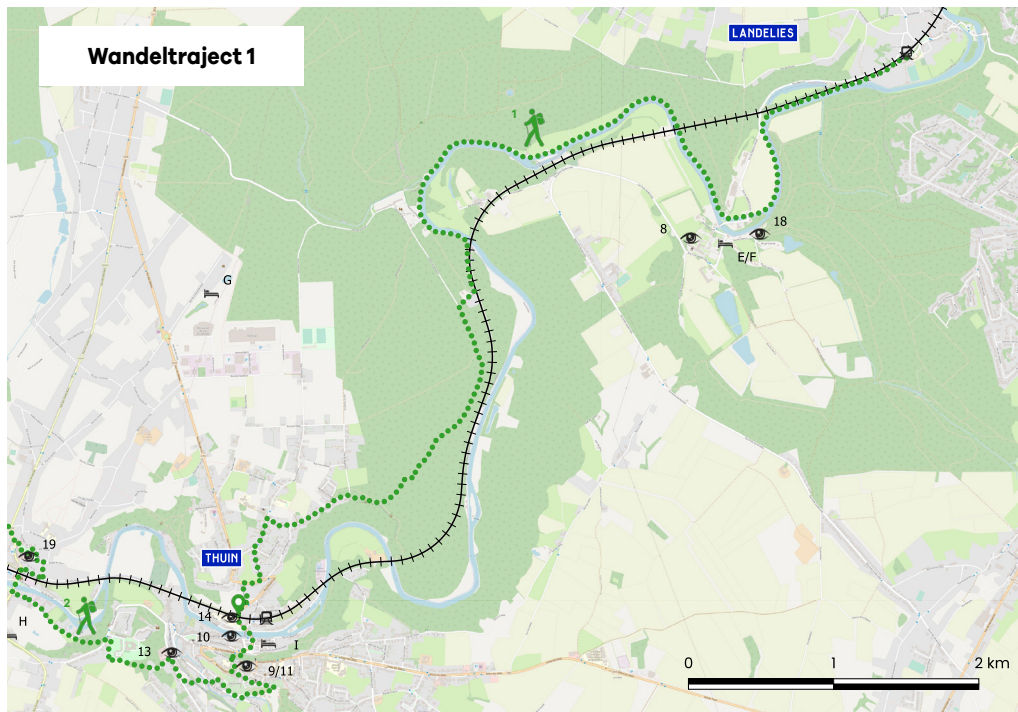 Wandeltraject 1
LANDELIES
1
8
18
E/F
G
19
THUIN
2
H
14
10
I
13
9/11
0
1
2 km